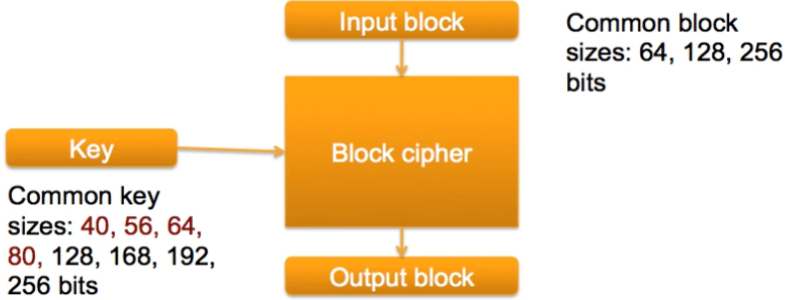 Input block
Common block
sizes: 64, 128, 256
bits
Key
Block cipher
Common key
sizes: 40, 56, 64,
80, 128, 168, 192,
256 bits
Output block